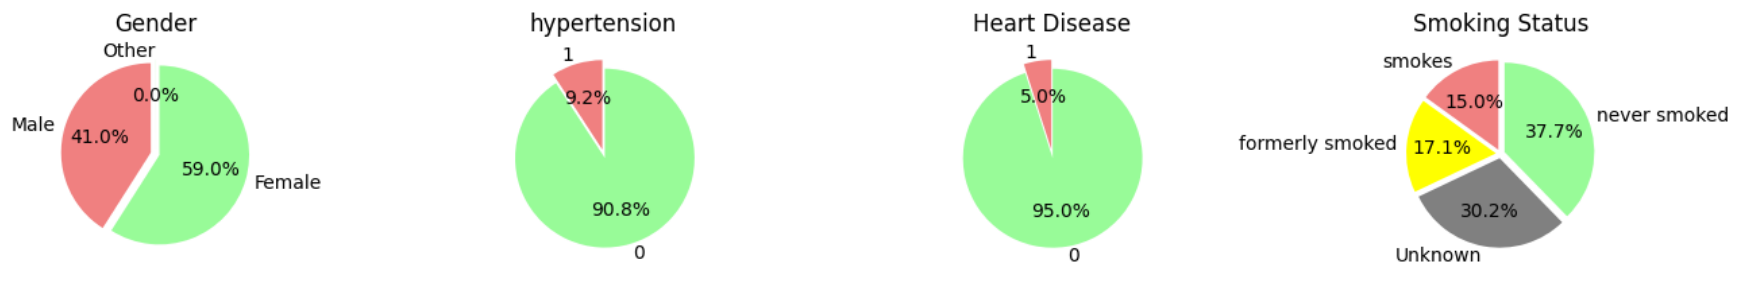 Gender
Other
0.0%
Male
41.0%
59.0%
Female
hypertension
1
9.2%
90.8%
0
Heart Disease
1
5.0%
95.0%
0
Smoking Status
smokes
15.0%
never smoked
37.7%
formerly smoked
17.1%
30.2%
Unknown